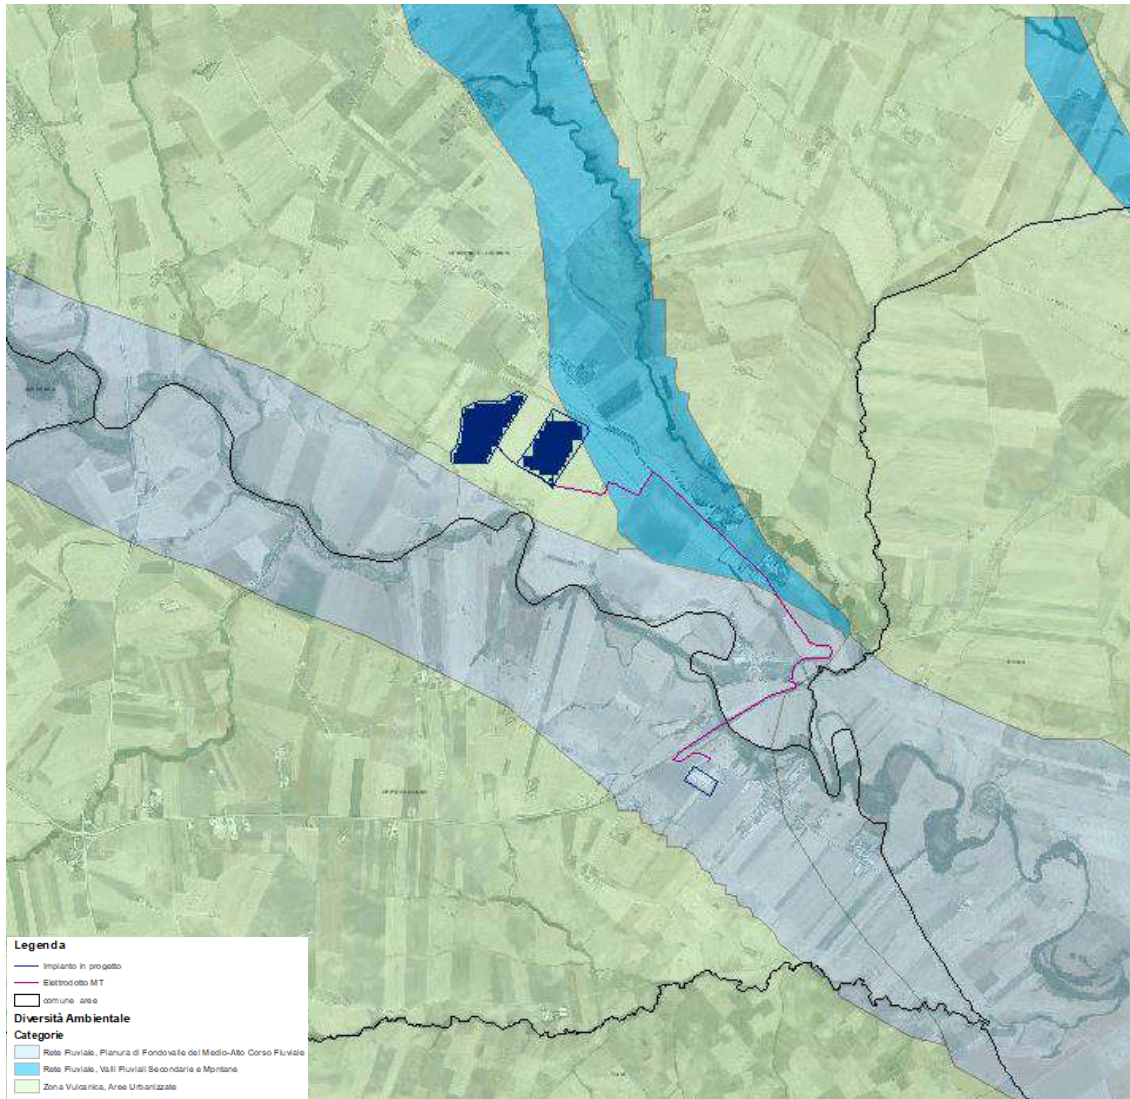 Legenda
Impianto in progetto
Elettrodotto MT
comune aree
Diversità Ambientale
Categorie
Rete Fluviale, Pianura di Fondovalle del Medio-Alto Corso Fluviale
Rete Fluviale, Valli Fluviali Secondarie e Montane
Zona Vulcanica, Aree Urbanizzate